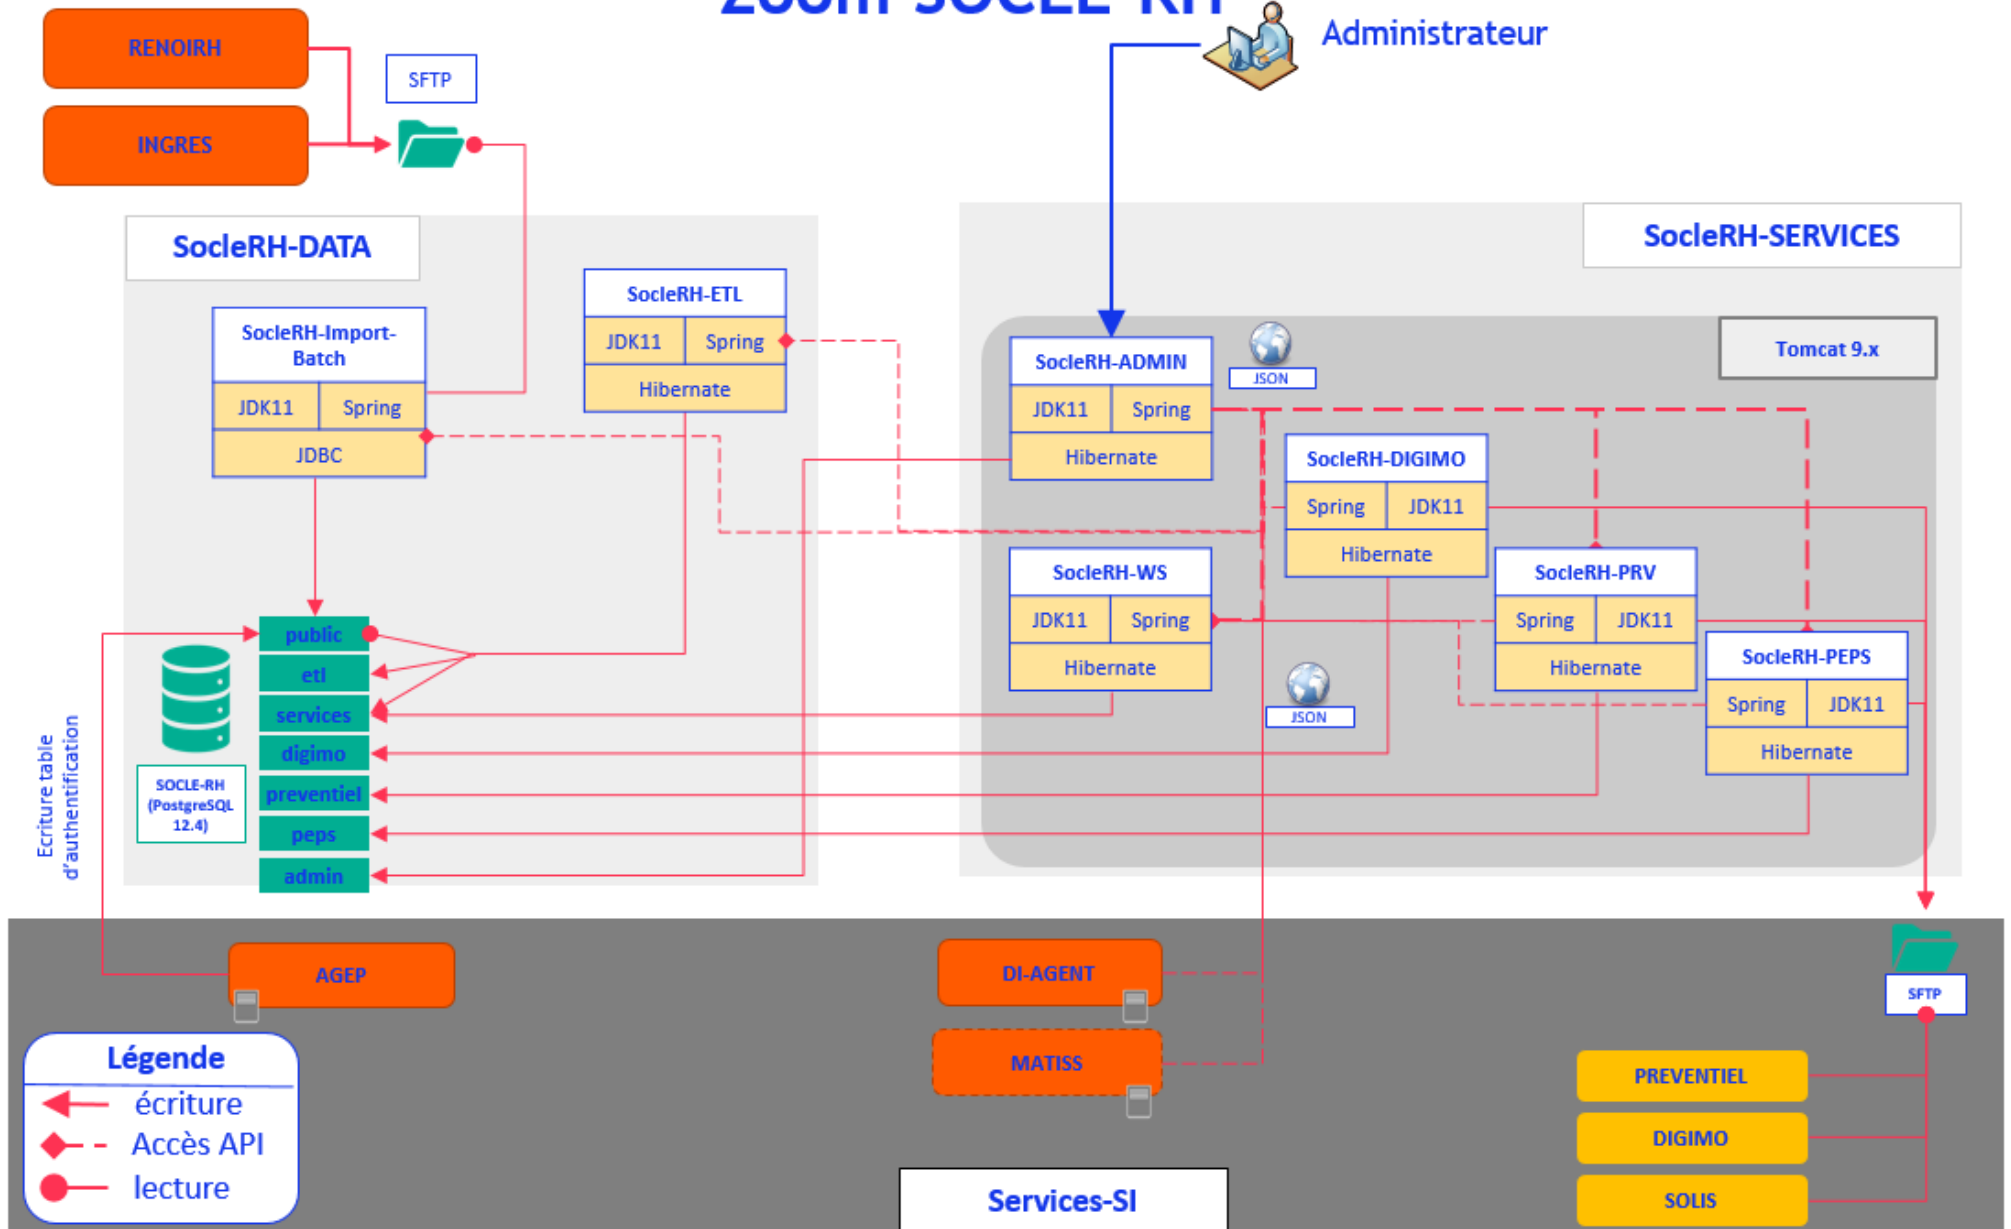 Zoom SOCLE-RH
Administrateur
RENOIRH
SFTP
INGRES
SocleRH-DATA
SocleRH-SERVICES
SocleRH-ETL
JDK11
Spring
Hibernate
SocleRH-Import-
Batch
JDK11
Spring
JDBC
Tomcat 9.x
SocleRH-ADMIN
JDK11
Spring
Hibernate
JSON
SocleRH-DIGIMO
Spring
JDK11
Hibernate
SocleRH-WS
JDK11
Spring
Hibernate
SocleRH-PRV
Spring
JDK11
Hibernate
SocleRH-PEPS
Spring
JDK11
Hibernate
JSON
public
etl
services
digimo
preventiel
peps
admin
SOCLE-RH
(PostgreSQL
12.4)
Ecriture table
d'authentification
AGEP
DI-AGENT
MATISS
SFTP
PREVENTIEL
DIGIMO
SOLIS
Légende
écriture
Accès API
lecture
Services-SI